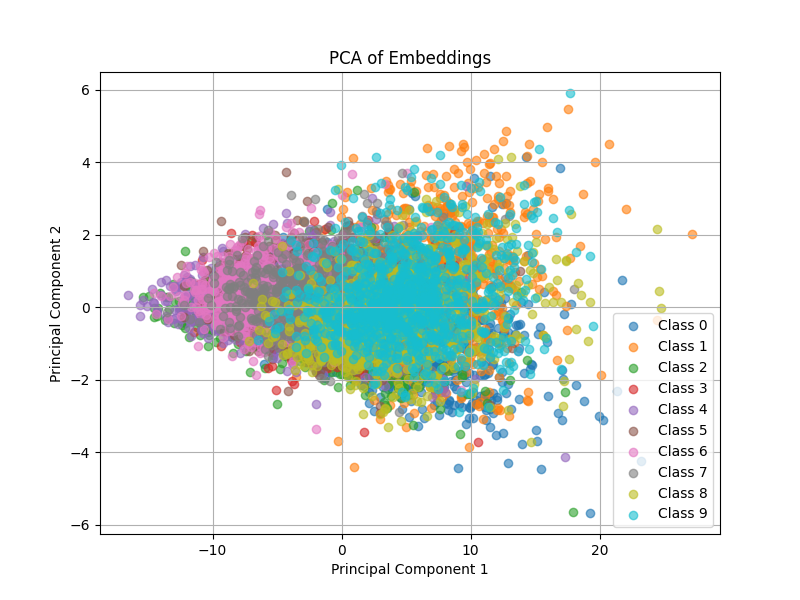 PCA of Embeddings
Principal Component 2
6
4
2
0
−2
−4
−6
Class 0
Class 1
Class 2
Class 3
Class 4
Class 5
Class 6
Class 7
Class 8
Class 9
−10
0
10
20
Principal Component 1